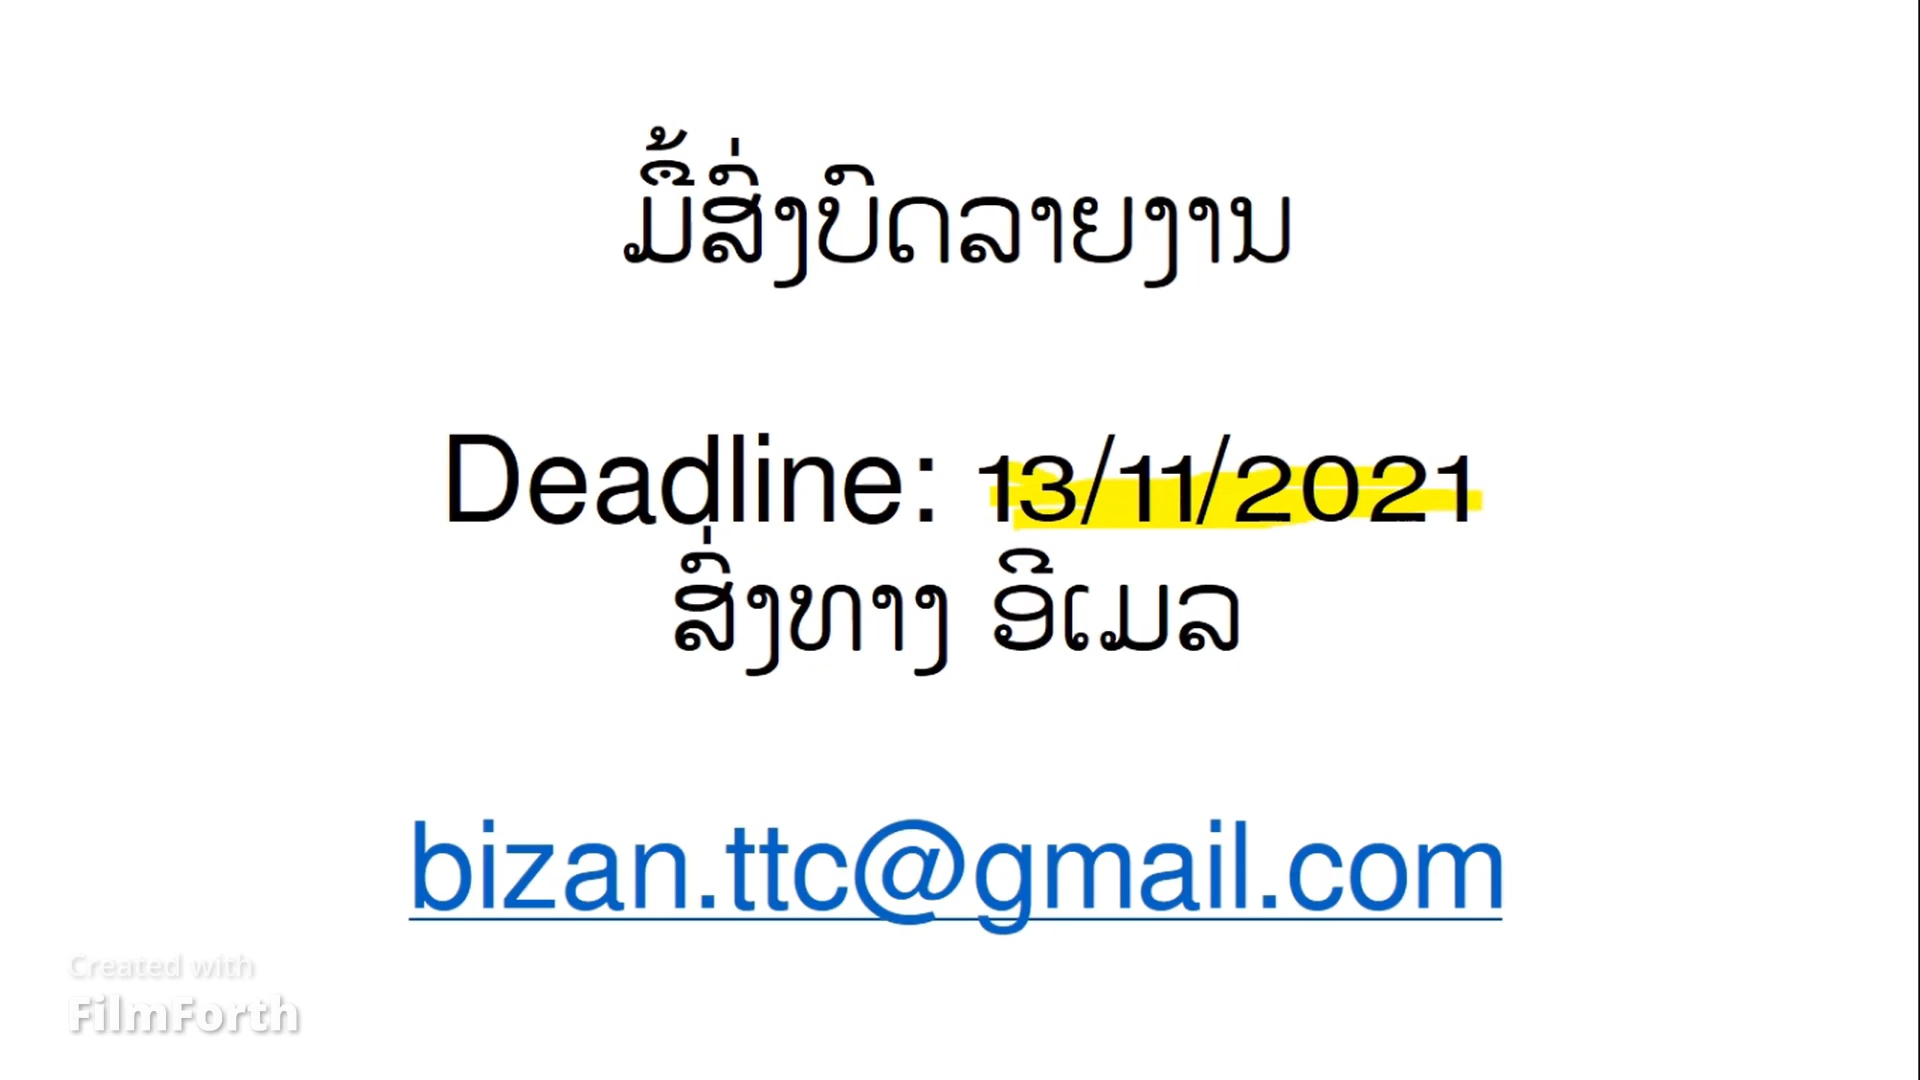 ມື້ສົ່ງບົດລາຍງານ
Deadline: 13/11/2021
ສົ່ງທາງ ອີເມລ
bizan.ttc@gmail.com
Created with
FilmForth